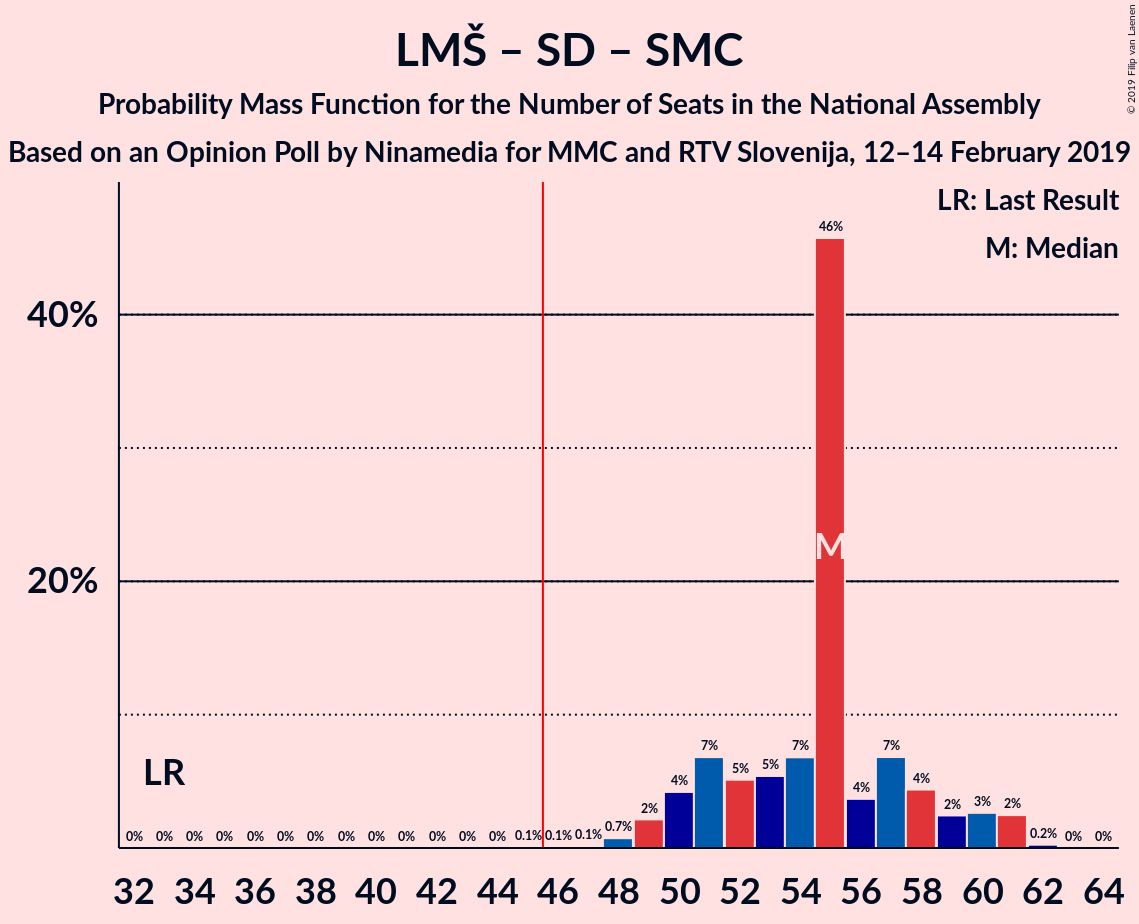 LMŠ – SD – SMC
Probability Mass Function for the Number of Seats in the National Assembly
Based on an Opinion Poll by Ninamedia for MMC and RTV Slovenija, 12–14 February 2019
© 2019 Filip van Laenen
LR: Last Result
M: Median
46%
40%
M
20%
LR
0% 0% 0% 0% 0% 0% 0% 0% 0% 0% 0% 0% 0% 0.1% 0.1% 0.1% 0.7% 2% 4% 7% 5% 5% 7% 4% 7% 4% 2% 3% 2% 0.2% 0% 0%
32 34 36 38 40 42 44 46 48 50 52 54 56 58 60 62 64